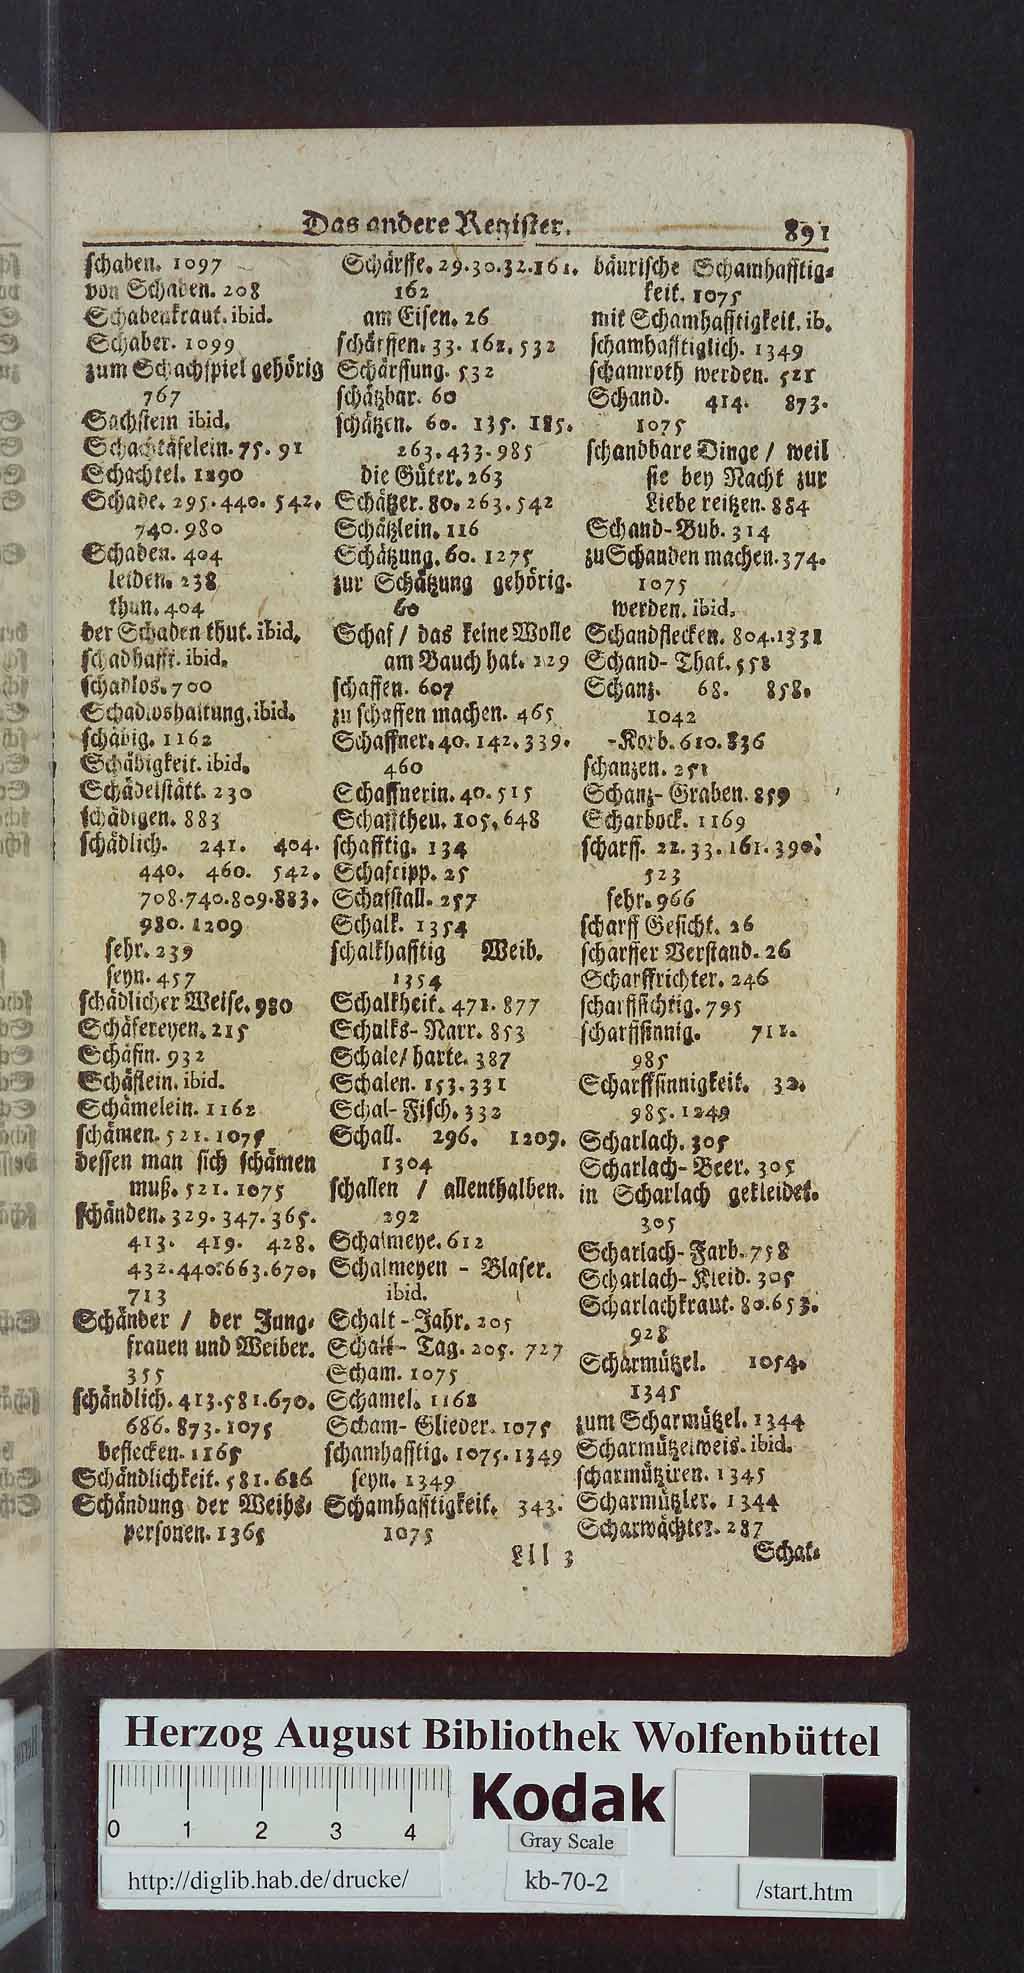 Das andere Register. 891
schaben. 1097
von Schaben. 208
Schabenkraut. ibid.
Schaber. 1099
zum Schachspiel gehörig
767
Sachstein ibid.
Schachtäfelein. 75. 91
Schachtel. 1290
Schade. 295. 440. 542.
740. 980
Schaden. 404
leiden. 238
thun. 404
der Schaden thut. ibid.
schadhafft. ibid.
schadlos. 700
Schadloshaltung. ibid.
schäbig. 1162
Schäbigkeit. ibid.
Schädelstätt. 230
schädigen. 883
schädlich. 241. 404.
440. 460. 542.
708. 740. 809. 883.
980. 1209
sehr. 239
seyn. 457
schädlicher Weise. 980
Schäfereyen. 215
Schäfin. 932
Schäflein. ibid.
Schämelein. 1162
schämen. 521. 1075
dessen man sich schämen
muß. 521. 1075
schänden. 329. 347. 365.
413. 419. 428.
432. 440. 663. 670.
713
Schänder / der Jung-
frauen und Weiber.
355
schändlich. 413. 581. 670.
686. 873. 1075
beflecken. 1165
Schändlichkeit. 581. 686
Schändung der Weibs-
personen. 1365
Schärffe. 29. 30. 32. 161.
162
am Eisen. 26
schärffen. 33. 162. 532
Schärffung. 532
schätzbar. 60
schätzen. 60. 135. 185.
263. 433. 985
die Güter. 263
Schätzer. 80. 263. 542
Schätzlein. 116
Schätzung. 60. 1275
zur Schätzung gehörig.
60
Schaf / das keine Wolle
am Bauch hat. 229
schaffen. 607
zu schaffen machen. 465
Schaffner. 40. 142. 339.
460
Schaffnerin. 40. 515
Schafftheu. 105. 648
schafftig. 134
Schafripp. 25
Schafstall. 257
Schalk. 1354
schalkhafftig Weib.
1354
Schalkheit. 471. 877
Schalks-Narr. 853
Schale / harte. 387
Schalen. 153. 331
Schal-Fisch. 332
Schall. 296. 1209.
1304
schallen / allenthalben.
292
Schalmeye. 612
Schalmeyen-Blaser.
ibid.
Schalt-Jahr. 205
Schalt-Tag. 205. 727
Scham. 1075
Schamel. 1162
Scham-Glieder. 1075
schamhafftig. 1075. 1349
seyn. 1349
Schamhafftigkeit. 343.
1075
bäurische Schamhafftig-
keit. 1075
mit Schamhafftigkeit. ib.
schamhafftiglich. 1349
schamroth werden. 521
Schand. 414. 873.
1075
schandbare Dinge / weil
sie bey Nacht zur
Liebe reitzen. 884
Schand-Bub. 314
zu Schanden machen. 374.
1075
werden. ibid.
Schandflecken. 804. 1331
Schand-That. 558
Schanz. 68. 858.
1042
-Korb. 610. 836
schanzen. 251
Schanz-Graben. 859
Scharbock. 1169
scharff. 22. 33. 161. 390.
523
sehr. 966
scharff Gesicht. 26
scharffer Verstand. 26
Scharffrichter. 246
scharffsichtig. 795
scharffsinnig. 712.
985
Scharffsinnigkeit. 32.
985. 1249
Scharlach. 305
Scharlach-Beer. 305
in Scharlach gekleidet.
305
Scharlach-Farb. 758
Scharlach-Kleid. 305
Scharlachkraut. 80. 653.
928
Scharmützel. 1054.
1345
zum Scharmützel. 1344
Scharmützelweis. ibid.
scharmütziren. 1345
Scharmützler. 1344
Scharwächter. 287
Lll 3 Schat-
Herzog August Bibliothek Wolfenbüttel
0 1 2 3 4
Kodak
Gray Scale
http://diglib.hab.de/drucke/
kb-70-2
/start.htm